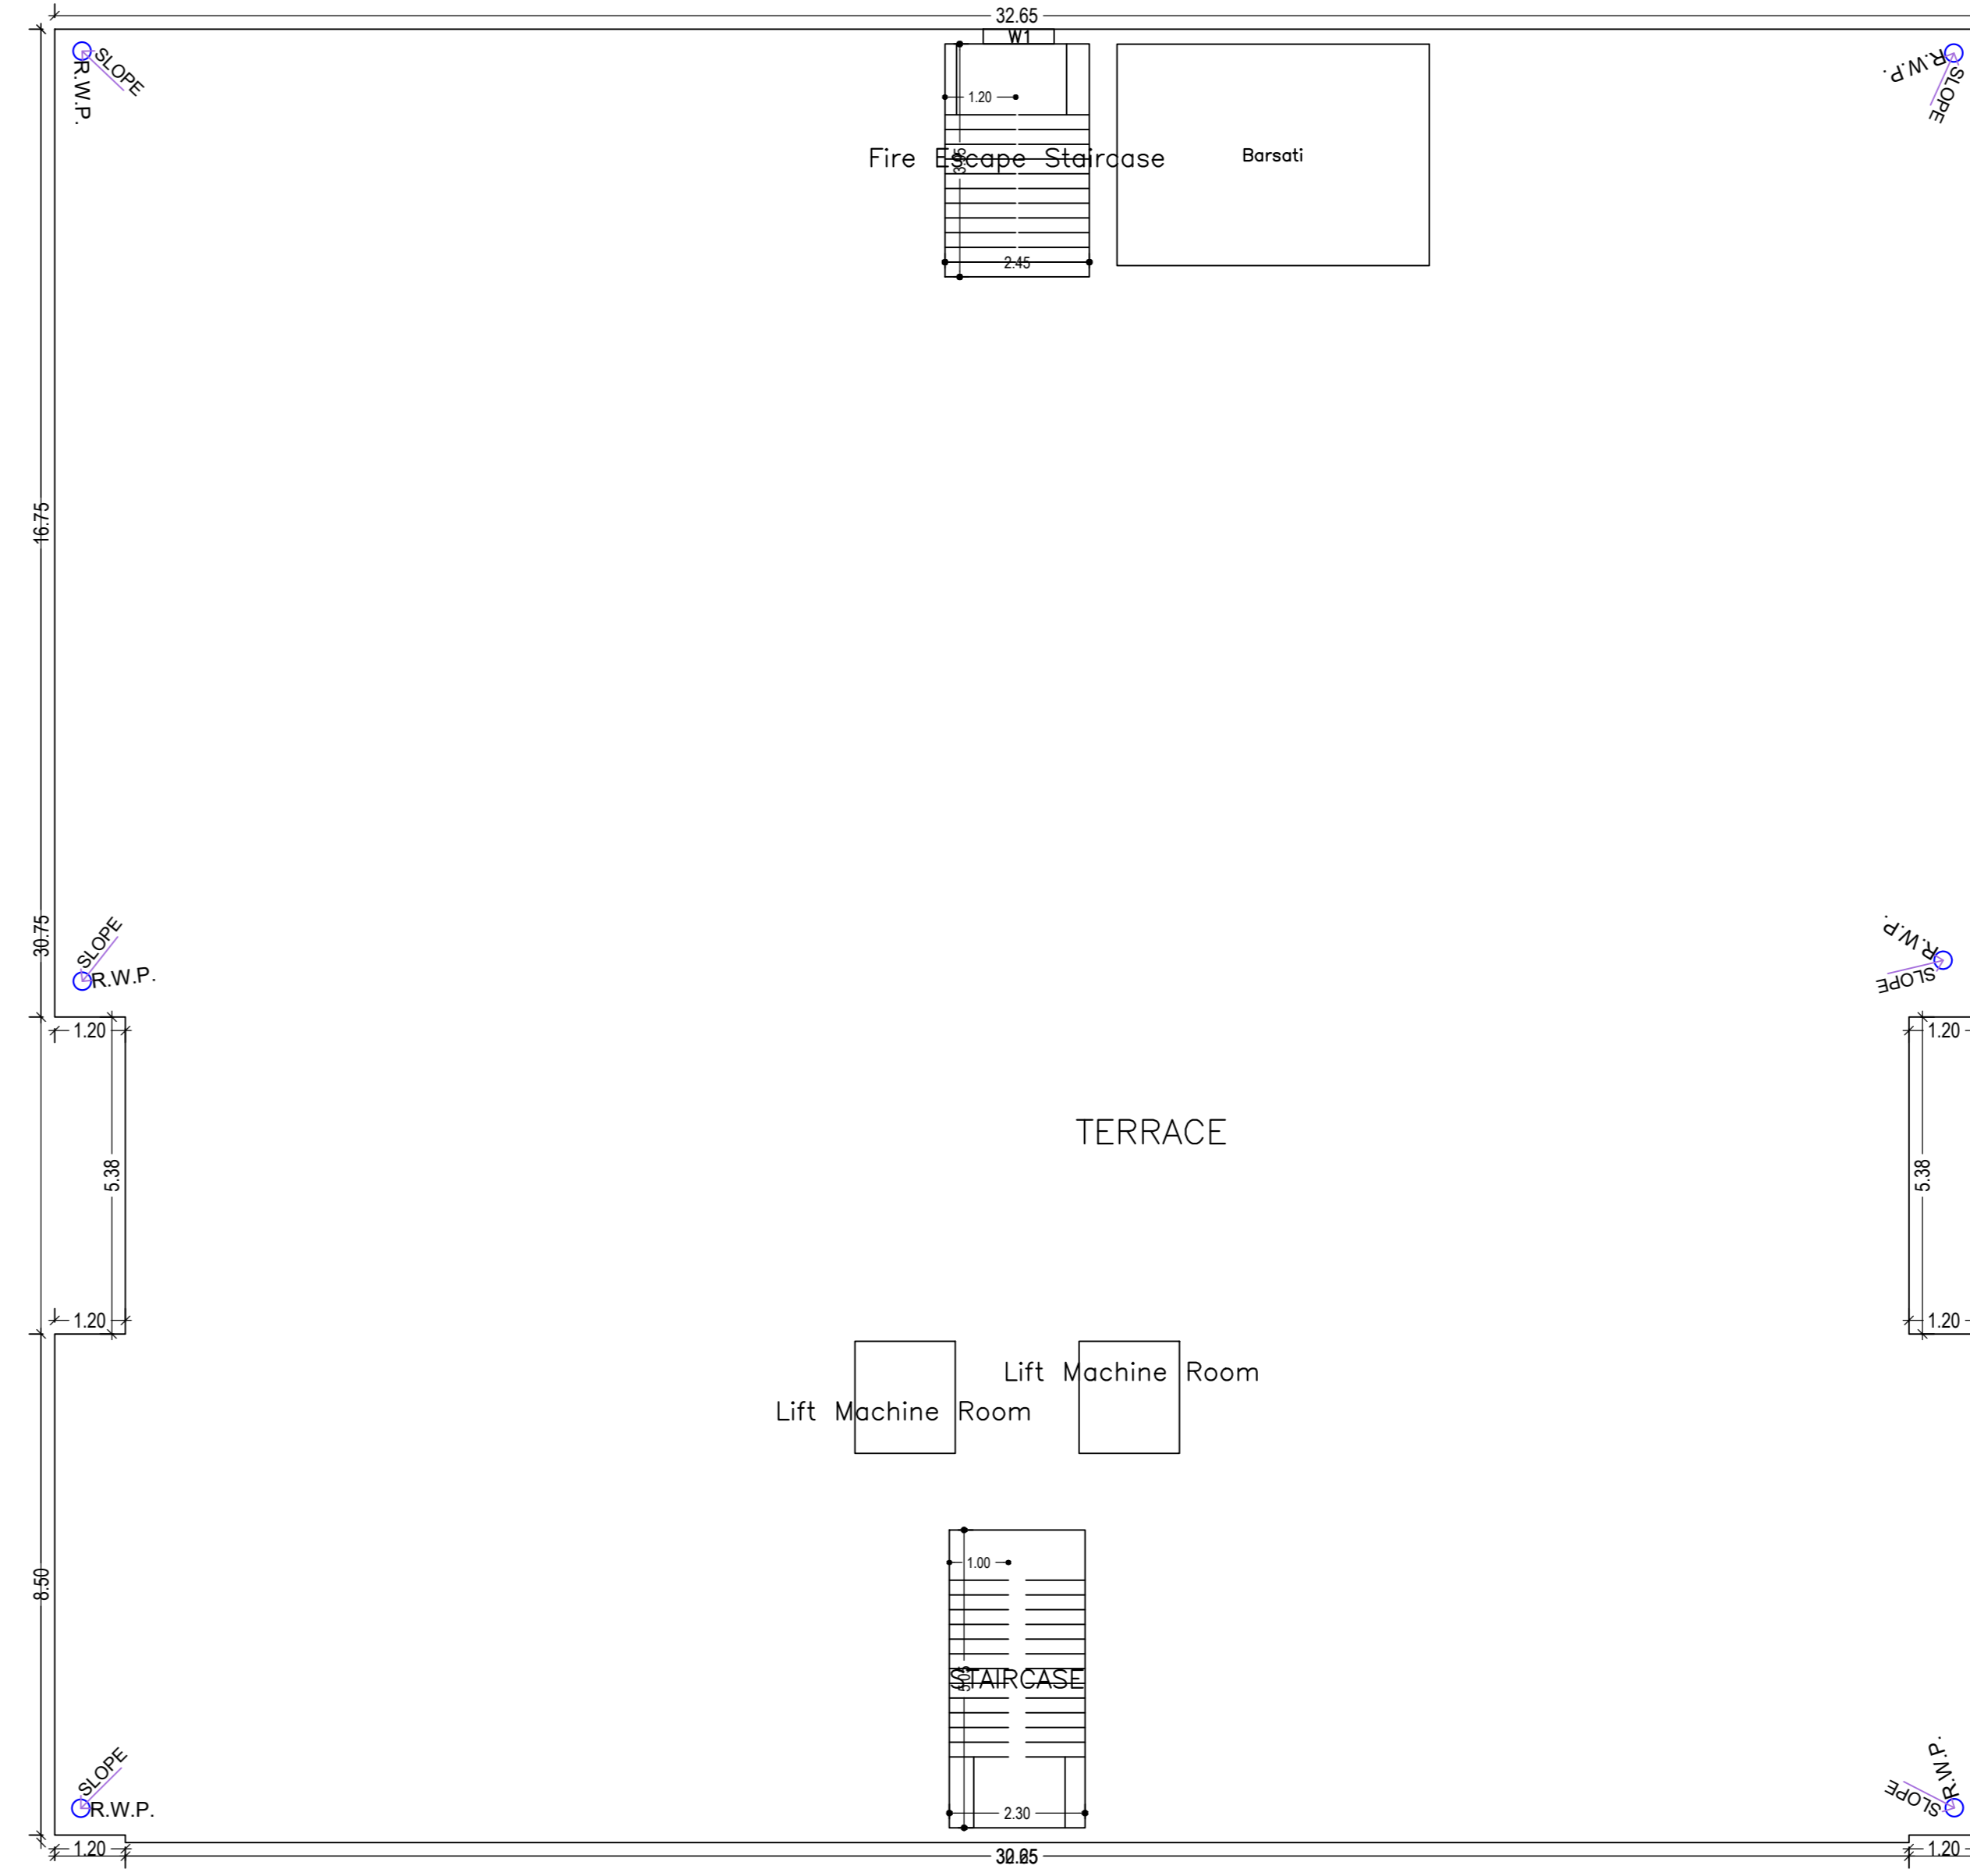 32.65
W1
SLOPE
R.W.P.
R.W.P.
SLOPE
1.20
Fire Escape Staircase
Barsati
2.45
16.75
30.75
SLOPE
R.W.P.
R.W.P.
SLOPE
1.20
1.20
TERRACE
5.38
5.38
1.20
1.20
Lift Machine Room
Lift Machine Room
1.00
8.50
STAIRCASE
5.05
SLOPE
R.W.P.
R.W.P.
SLOPE
2.30
1.20
1.20